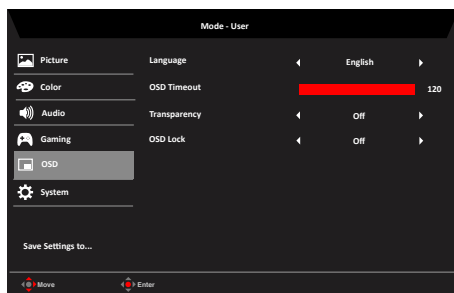 Mode - User
Picture
Language
English
Color
OSD Timeout
120
Audio
Transparency
Off
Gaming
OSD Lock
Off
OSD
System
Save Settings to...
Move
Enter